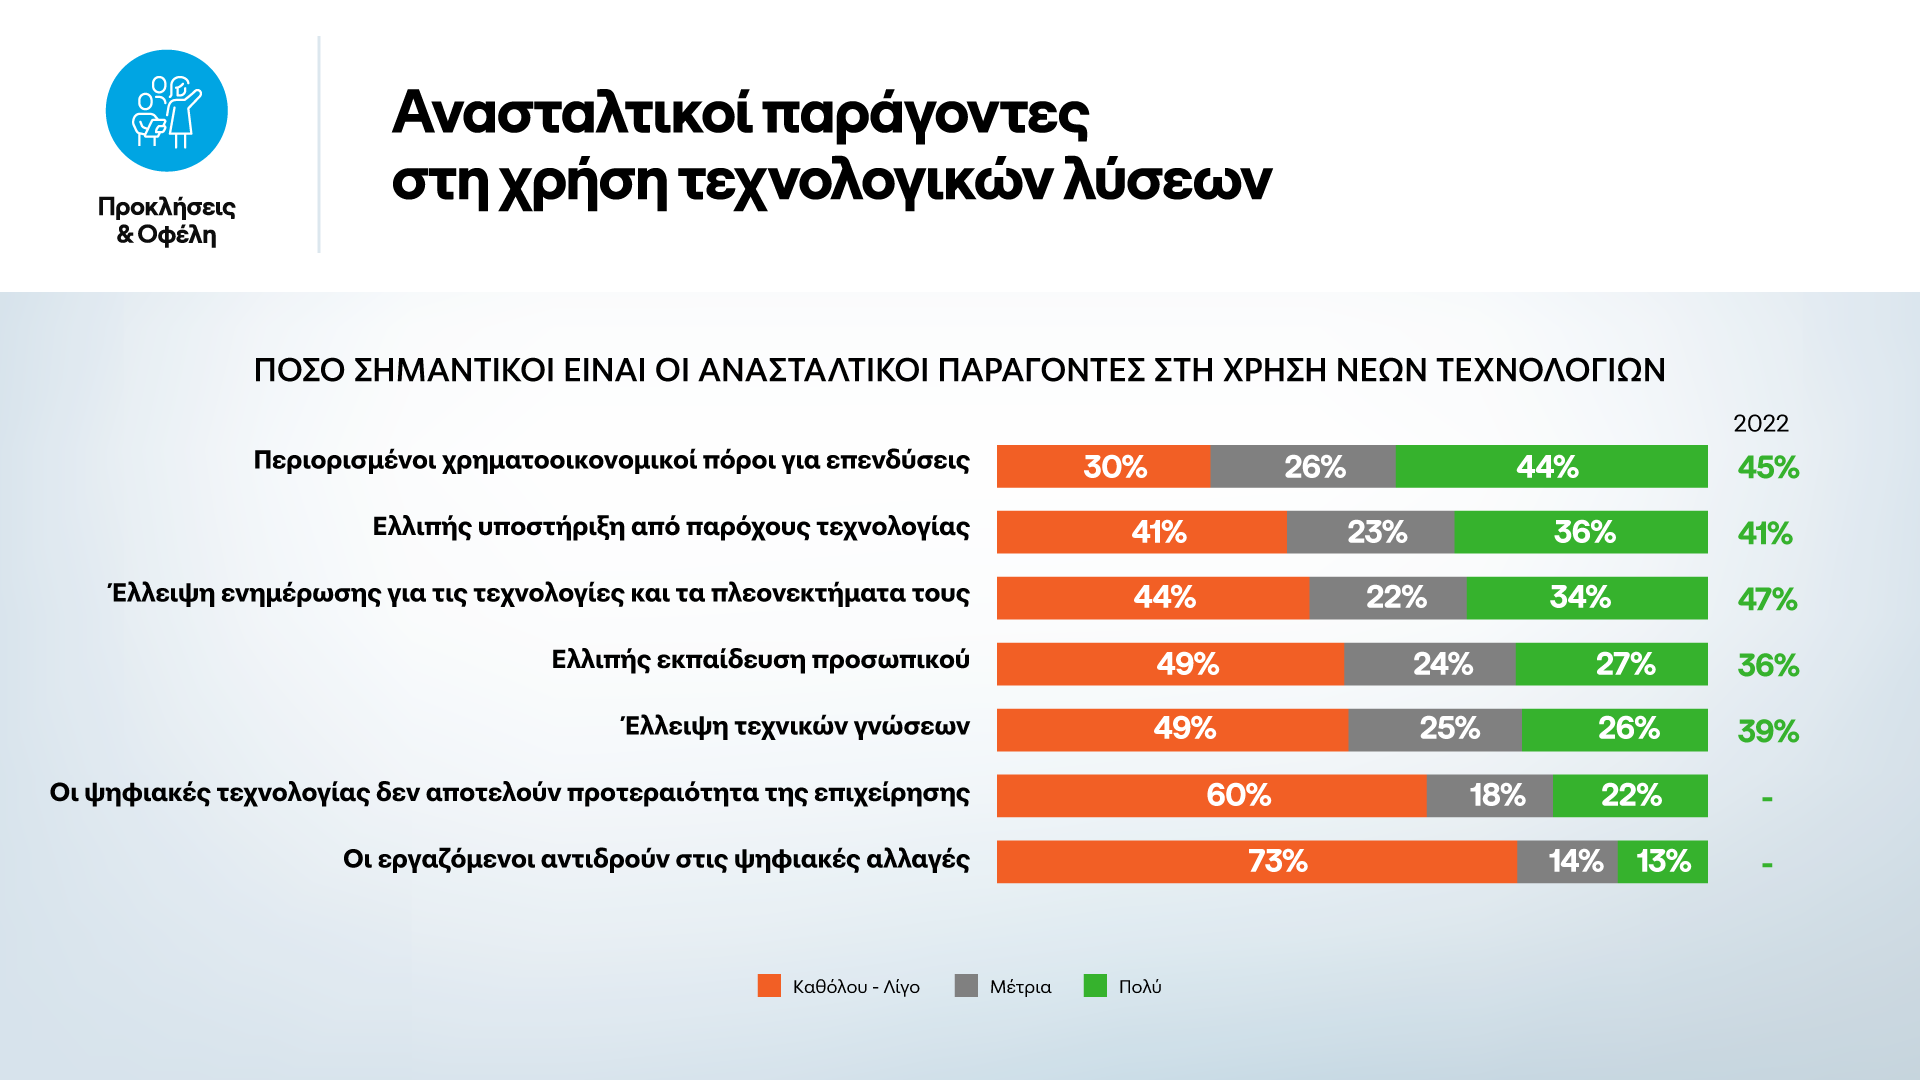 Προκλήσεις
& Οφέλη
Ανασταλτικοί παράγοντες
στη χρήση τεχνολογικών λύσεων
ΠΟΣΟ ΣΗΜΑΝΤΙΚΟΙ ΕΙΝΑΙ ΟΙ ΑΝΑΣΤΑΛΤΙΚΟΙ ΠΑΡΑΓΟΝΤΕΣ ΣΤΗ ΧΡΗΣΗ ΝΕΩΝ ΤΕΧΝΟΛΟΓΙΩΝ
2022
Περιορισμένοι χρηματοοικονομικοί πόροι για επενδύσεις 30% 26% 44% 45%
Ελλιπής υποστήριξη από παρόχους τεχνολογίας 41% 23% 36% 41%
Έλλειψη ενημέρωσης για τις τεχνολογίες και τα πλεονεκτήματα τους 44% 22% 34% 47%
Ελλιπής εκπαίδευση προσωπικού 49% 24% 27% 36%
Έλλειψη τεχνικών γνώσεων 49% 25% 26% 39%
Οι ψηφιακές τεχνολογίας δεν αποτελούν προτεραιότητα της επιχείρησης 60% 18% 22% -
Οι εργαζόμενοι αντιδρούν στις ψηφιακές αλλαγές 73% 14% 13% -
Καθόλου - Λίγο Μέτρια Πολύ